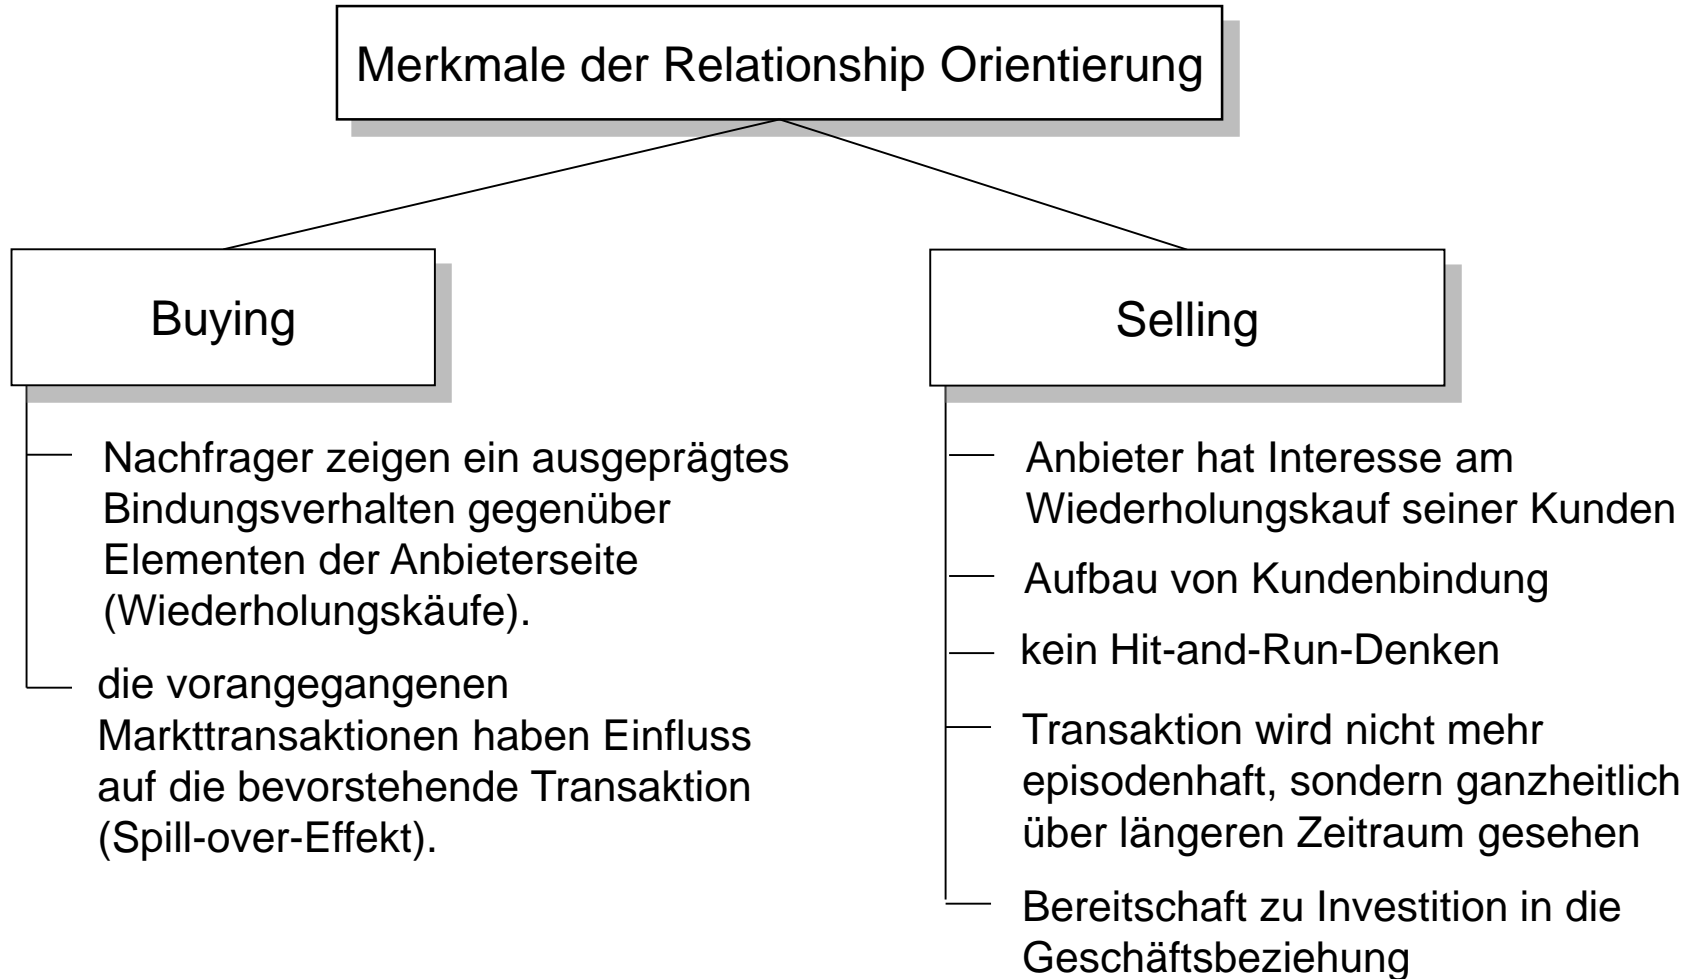 Merkmale der Relationship Orientierung
Buying
Nachfrager zeigen ein ausgeprägtes
Bindungsverhalten gegenüber
Elementen der Anbieterseite
(Wiederholungskäufe).
die vorangegangenen
Markttransaktionen haben Einfluss
auf die bevorstehende Transaktion
(Spill-over-Effekt).
Selling
Anbieter hat Interesse am
Wiederholungskauf seiner Kunden
Aufbau von Kundenbindung
kein Hit-and-Run-Denken
Transaktion wird nicht mehr
episodenhaft, sondern ganzheitlich
über längeren Zeitraum gesehen
Bereitschaft zu Investition in die
Geschäftsbeziehung